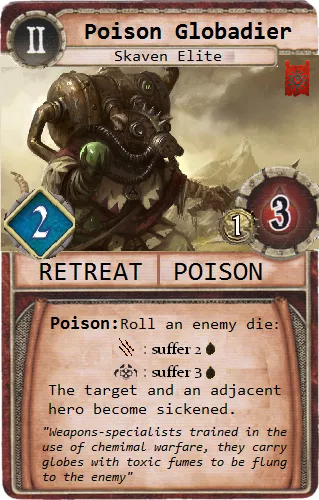 II
Poison Globadier
Skaven Elite
2
1
3
RETREAT POISON
Poison:Roll an enemy die:
: suffer 2
: suffer 3
The target and an adjacent
hero become sickened.
"Weapons-specialists trained in the
use of chemimal warfare, they carry
globes with toxic fumes to be flung
to the enemy"